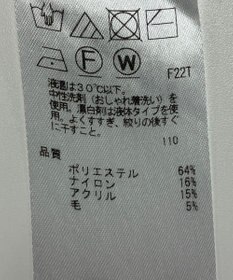 F
W
F22T
液温は30℃以下。
中性洗剤(おしゃれ着洗い)を
使用。漂白剤は液体タイプを使
用。よくすすぎ、絞りの後すぐ
に干すこと。
110
品質
ポリエステル 64%
ナイロン 16%
アクリル 15%
毛 5%